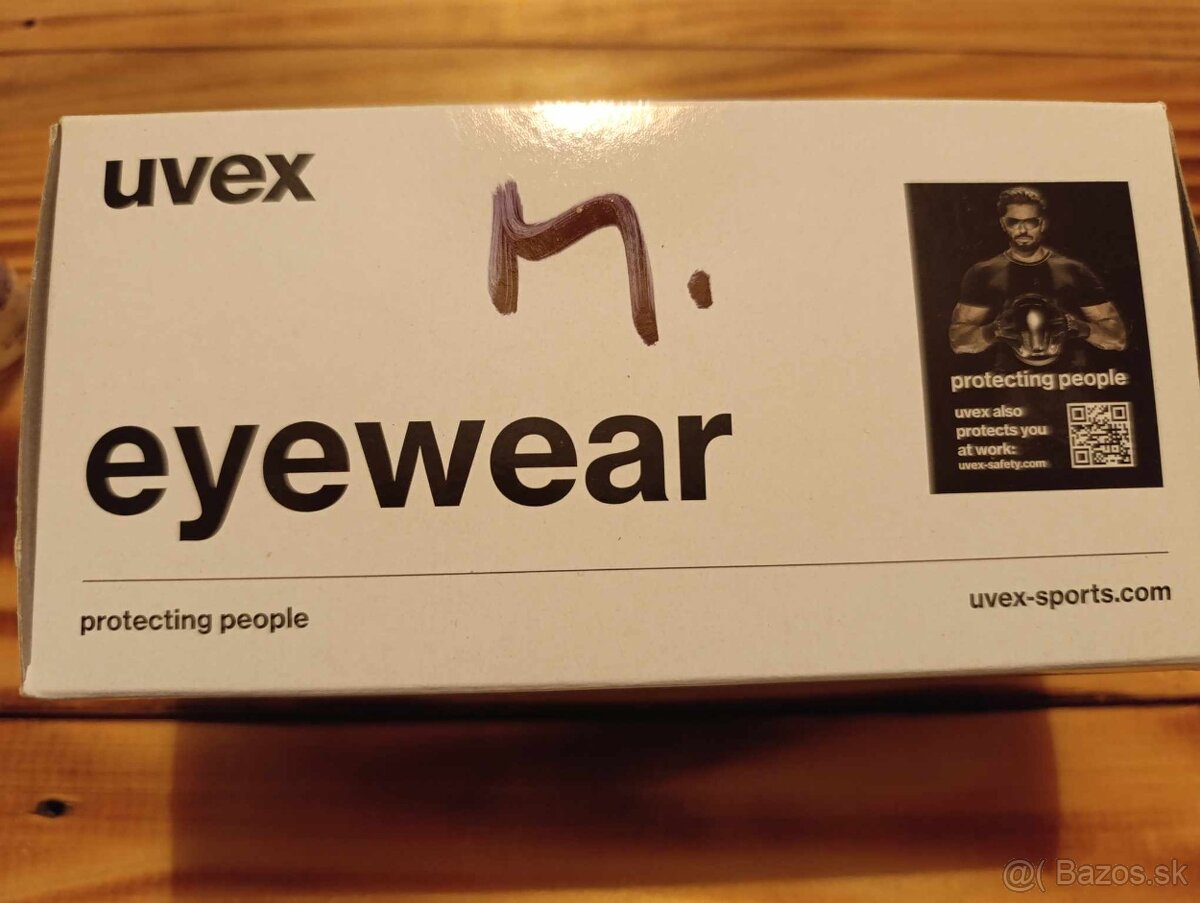 uvex
M.
eyewear
protecting people
uvex also
protects you
at work:
uvex-safety.com
protecting people
uvex-sports.com
@( Bazos.sk